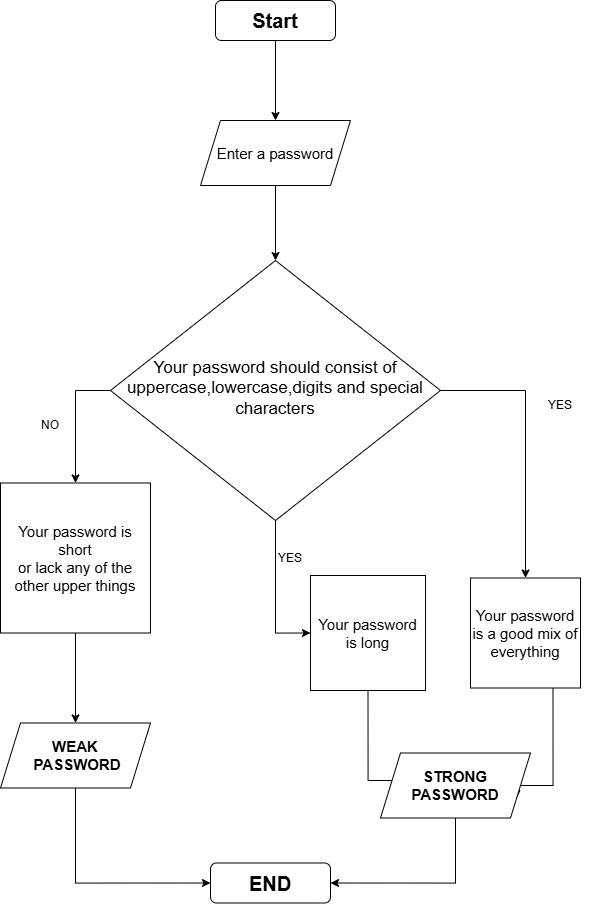 Start
Enter a password
Your password should consist of
uppercase,lowercase,digits and special
characters
NO
YES
Your password is
short
or lack any of the
other upper things
YES
Your password
is long
Your password
is a good mix of
everything
WEAK
PASSWORD
STRONG
PASSWORD
END